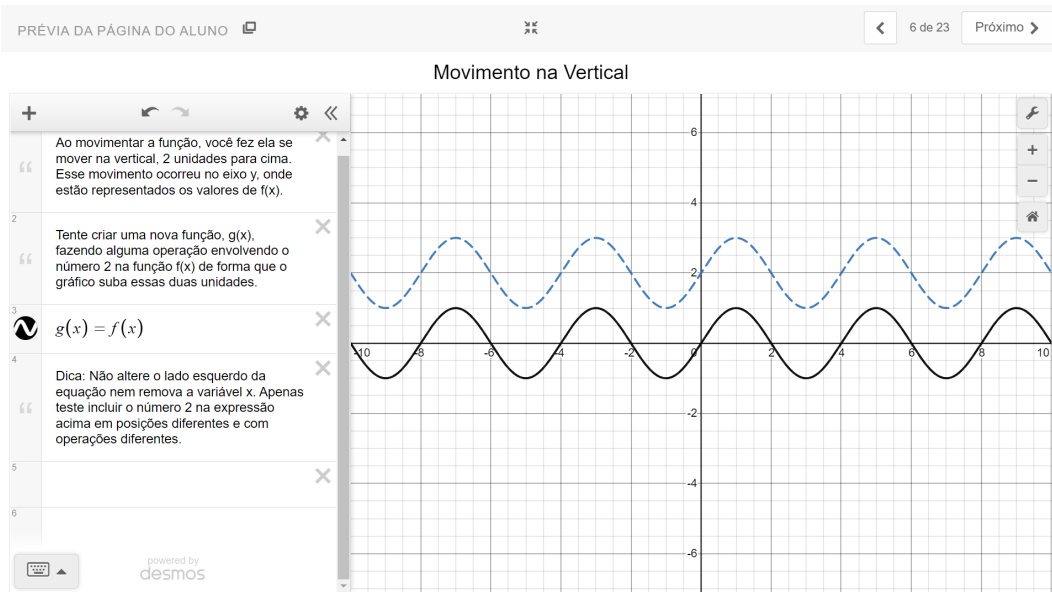 PRÉVIA DA PÁGINA DO ALUNO
6 de 23
Próximo
Movimento na Vertical
Ao movimentar a função, você fez ela se
mover na vertical, 2 unidades para cima.
Esse movimento ocorreu no eixo y, onde
estão representados os valores de f(x).
2
Tente criar uma nova função, g(x),
fazendo alguma operação envolvendo o
número 2 na função f(x) de forma que o
gráfico suba essas duas unidades.
3
g(x) = f(x)
4
Dica: Não altere o lado esquerdo da
equação nem remova a variável x. Apenas
teste incluir o número 2 na expressão
acima em posições diferentes e com
operações diferentes.
5
6
powered by
desmos
6
4
2
-10 -8 -6 -4 -2 0 2 4 6 8 10
-2
-4
-6